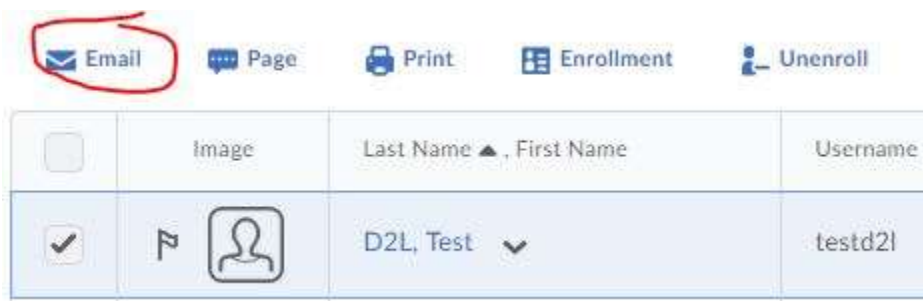 Email Page Print Enrollment Unenroll
Image Last Name ▲ , First Name Username
D2L, Test testd2l